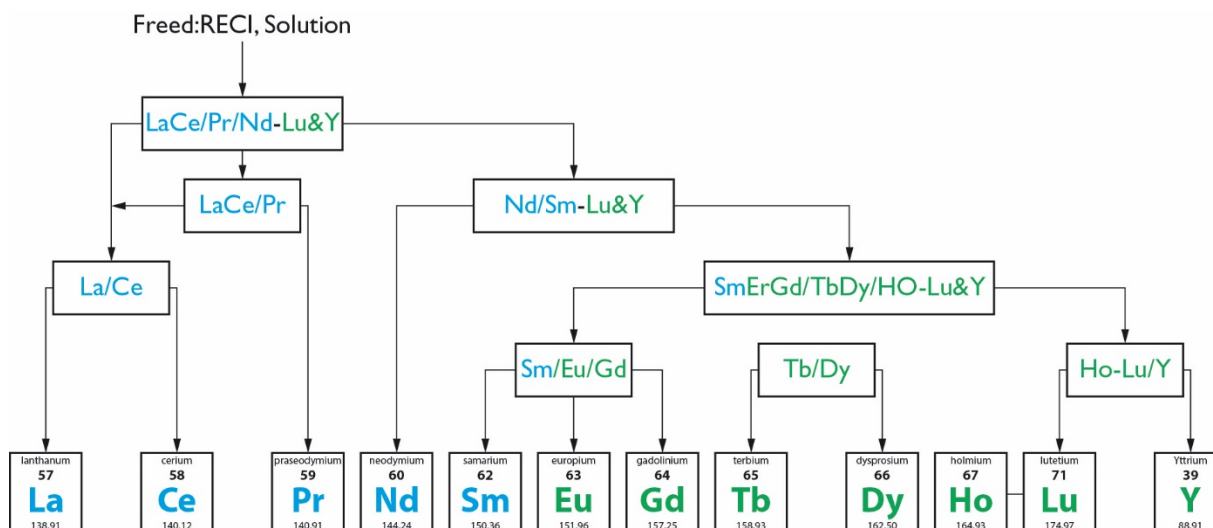 Freed:RECI, Solution
LaCe/Pr/Nd-Lu&Y
LaCe/Pr
Nd/Sm-Lu&Y
La/Ce
SmErGd/TbDy/HO-Lu&Y
Sm/Eu/Gd
Tb/Dy
Ho-Lu/Y
lanthanum
57
La
138.91
cerium
58
Ce
140.12
praseodymium
59
Pr
140.91
neodymium
60
Nd
144.24
samarium
62
Sm
150.36
europium
63
Eu
151.96
gadolinium
64
Gd
157.25
terbium
65
Tb
158.93
dysprosium
66
Dy
162.50
holmium
67
Ho
164.93
lutetium
71
Lu
174.97
Yttrium
39
Y
88.91